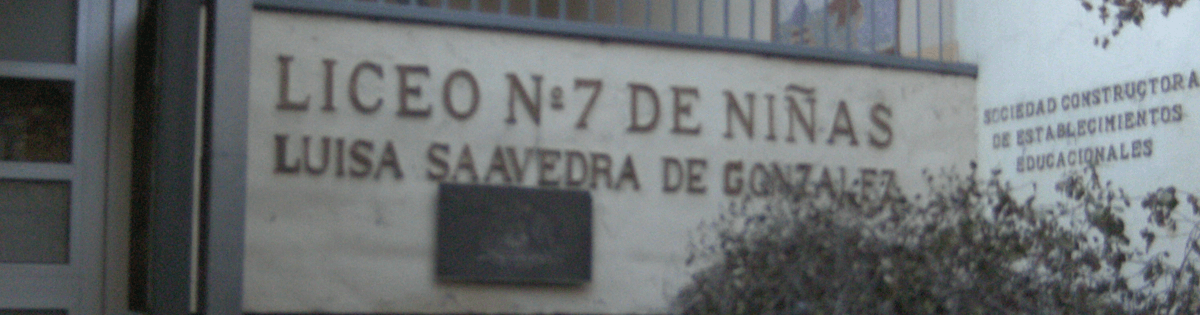 LICEO Nº 7 DE NIÑAS
LUISA SAAVEDRA DE GONZALEZ
SOCIEDAD CONSTRUCTORA
DE ESTABLECIMIENTOS
EDUCACIONALES